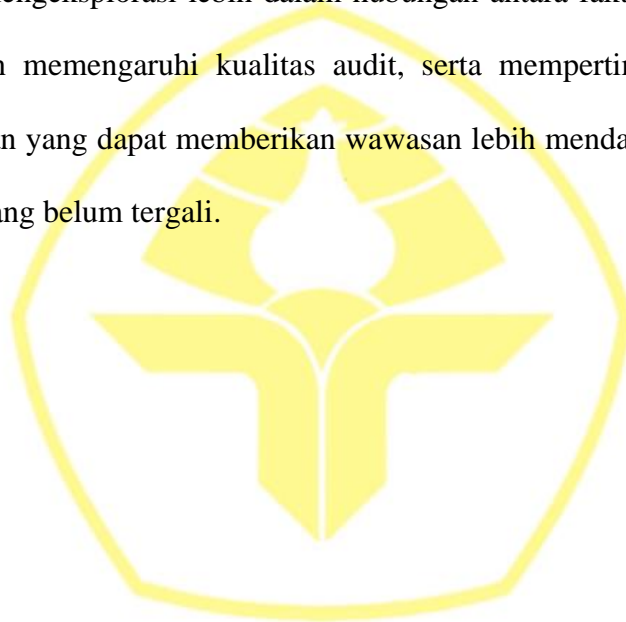 lebih dalam hubungan antara
memengaruhi kualitas audit, serta
yang dapat memberikan wawasan lebih
belum tergali.